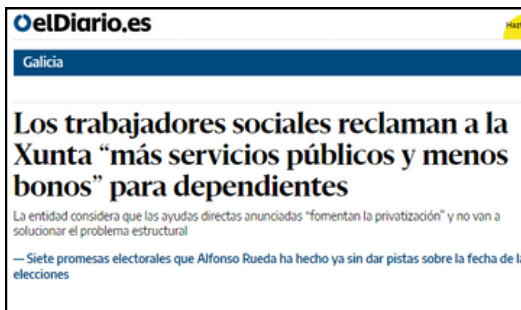 elDiario.es
Galicia
Los trabajadores sociales reclaman a la
Xunta “más servicios públicos y menos
bonos” para dependientes
La entidad considera que las ayudas directas anunciadas “fomentan la privatización” y no van a
solucionar el problema estructural
— Siete promesas electorales que Alfonso Rueda ha hecho ya sin dar pistas sobre la fecha de
elecciones